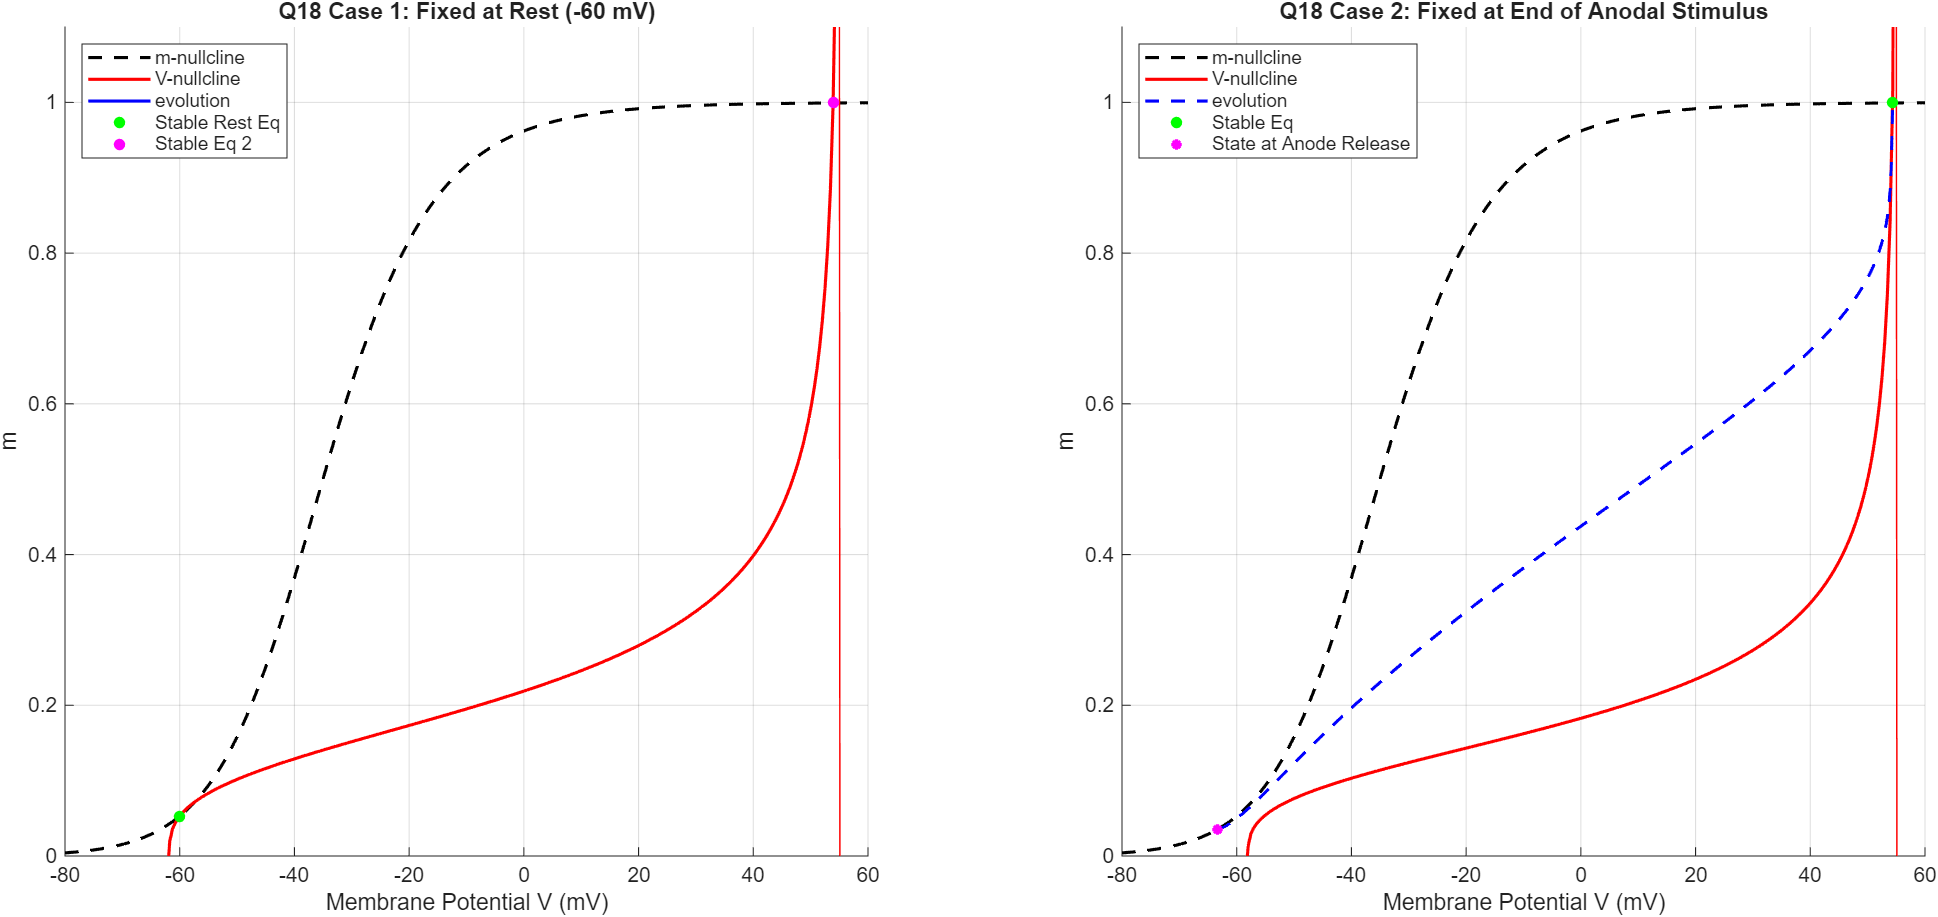 Q18 Case 1: Fixed at Rest (-60 mV)
m-nullcline
V-nullcline
evolution
Stable Rest Eq
Stable Eq 2
1
0.8
0.6
0.4
0.2
0
m
-80 -60 -40 -20 0 20 40 60
Membrane Potential V (mV)
Q18 Case 2: Fixed at End of Anodal Stimulus
m-nullcline
V-nullcline
evolution
Stable Eq
State at Anode Release
1
0.8
0.6
0.4
0.2
0
m
-80 -60 -40 -20 0 20 40 60
Membrane Potential V (mV)